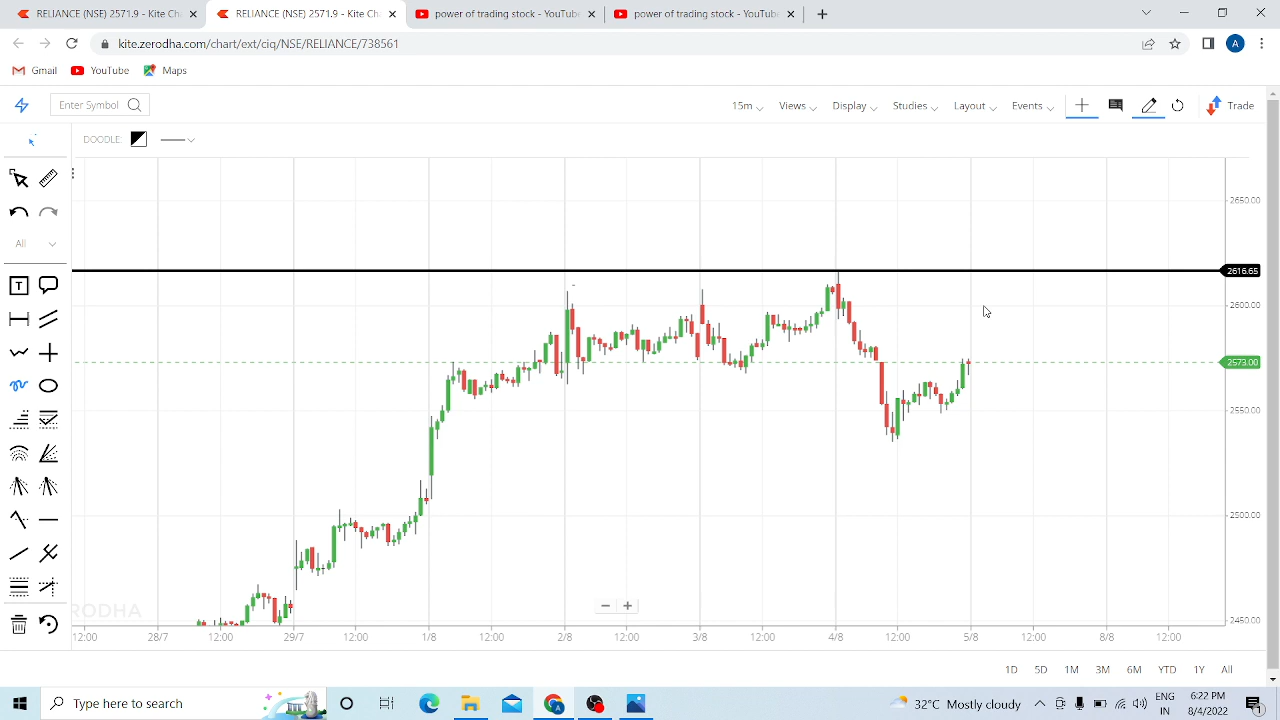 RELIANCE (NSE) 2571.9 - Kite Ch
RELIANCE (NSE) 2571.9 - Kite Ch
power of trading stock - YouTube
power of trading stock - YouTube
kite.zerodha.com/chart/ext/ciq/NSE/RELIANCE/738561
A
Gmail
YouTube
Maps
Enter Symbol
15m
Views
Display
Studies
Layout
Events
Trade
DOODLE:
All
T
2650.00
2616.65
2600.00
2573.00
2550.00
2500.00
2450.00
RODHA
12:00
28/7
12:00
29/7
12:00
1/8
12:00
2/8
12:00
3/8
12:00
4/8
12:00
5/8
12:00
8/8
12:00
1D
5D
1M
3M
6M
YTD
1Y
All
Type here to search
32°C Mostly cloudy
ENG
IN
6:22 PM
8/4/2022
1